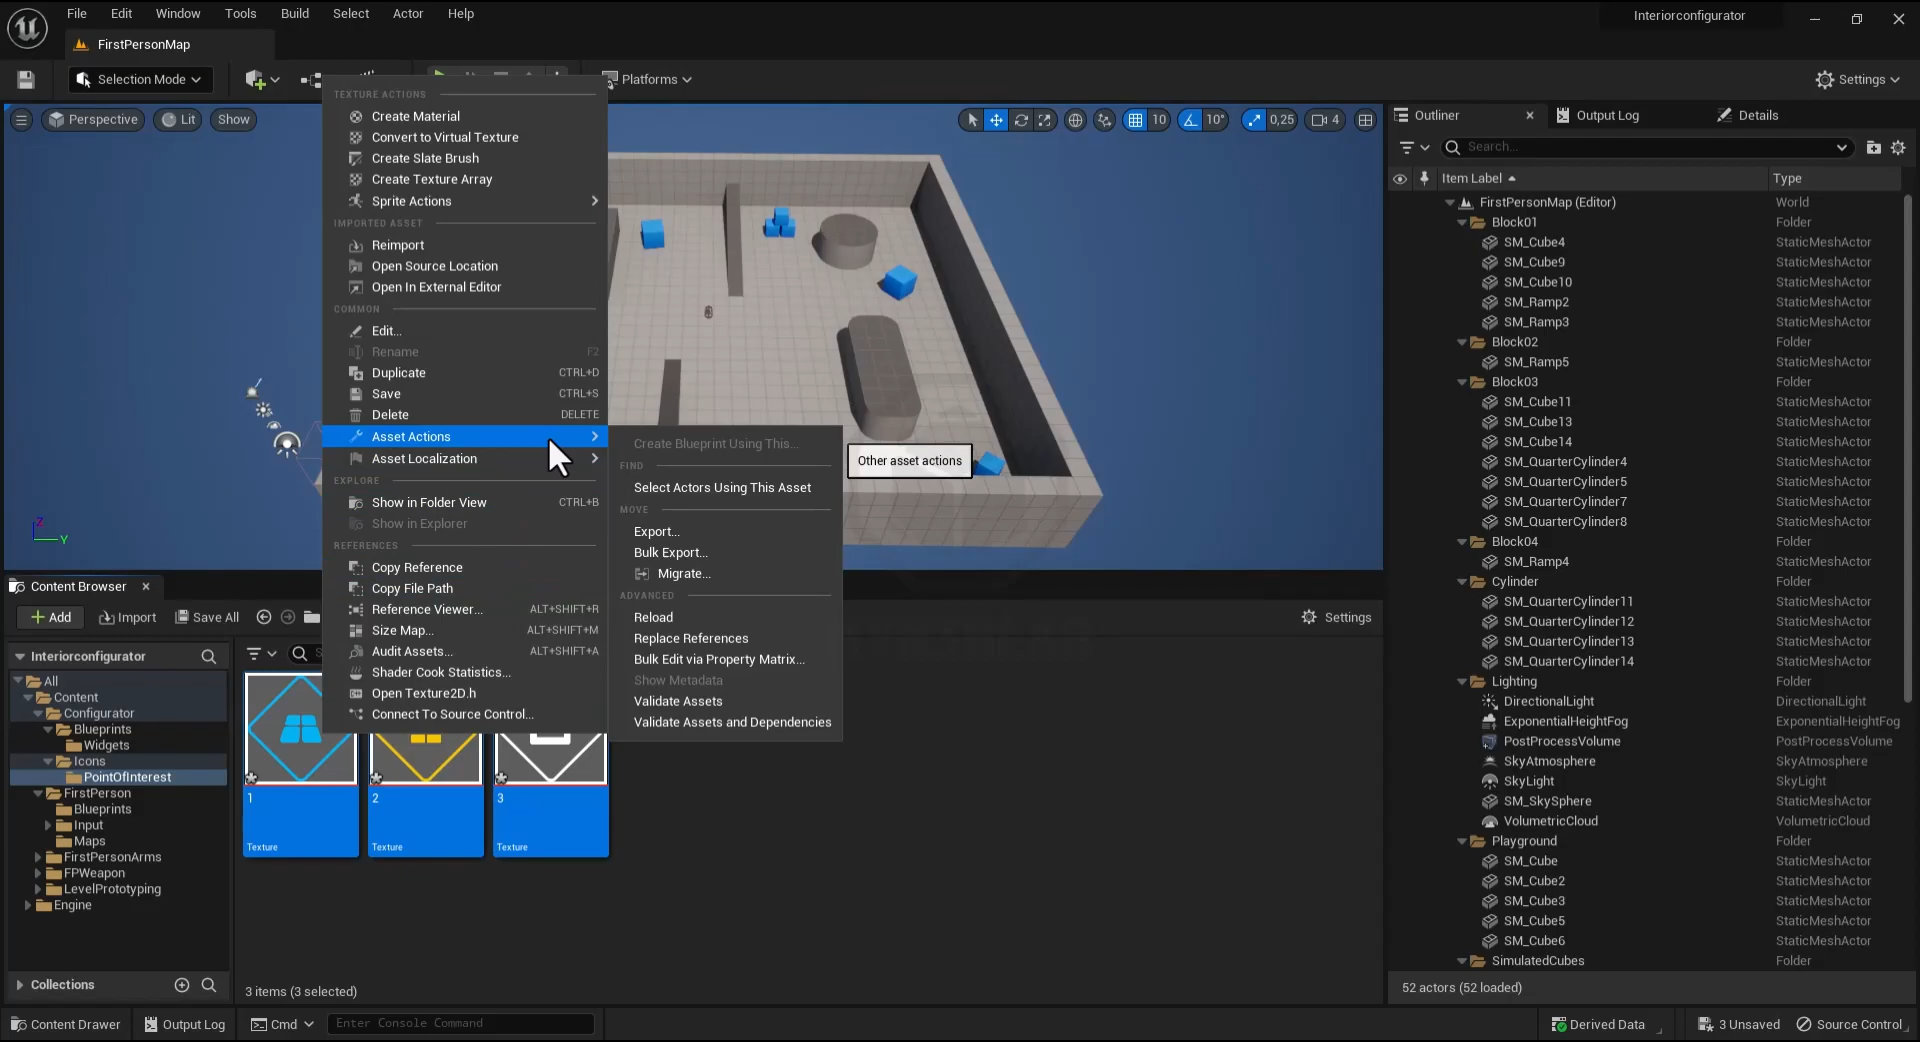 File Edit Window Tools Build Select Actor Help
Interiorconfigurator
FirstPersonMap
Selection Mode
Platforms
Settings
Perspective
Lit
Show
10
10°
0,25
4
TEXTURE ACTIONS
Create Material
Convert to Virtual Texture
Create Slate Brush
Create Texture Array
Sprite Actions
IMPORTED ASSET
Reimport
Open Source Location
Open In External Editor
COMMON
Edit...
Rename F2
Duplicate CTRL+D
Save CTRL+S
Delete DELETE
Asset Actions
Asset Localization
EXPLORE
Show in Folder View CTRL+B
Show in Explorer
REFERENCES
Copy Reference
Copy File Path
Reference Viewer... ALT+SHIFT+R
Size Map... ALT+SHIFT+M
Audit Assets... ALT+SHIFT+A
Shader Cook Statistics...
Open Texture2D.h
Connect To Source Control...
Create Blueprint Using This...
FIND
Select Actors Using This Asset
MOVE
Export...
Bulk Export...
Migrate...
ADVANCED
Reload
Replace References
Bulk Edit via Property Matrix...
Show Metadata
Validate Assets
Validate Assets and Dependencies
Other asset actions
Z
Y
Outliner
Output Log
Details
Search...
Item Label Type
FirstPersonMap (Editor) World
Block01 Folder
SM_Cube4 StaticMeshActor
SM_Cube9 StaticMeshActor
SM_Cube10 StaticMeshActor
SM_Ramp2 StaticMeshActor
SM_Ramp3 StaticMeshActor
Block02 Folder
SM_Ramp5 StaticMeshActor
Block03 Folder
SM_Cube11 StaticMeshActor
SM_Cube13 StaticMeshActor
SM_Cube14 StaticMeshActor
SM_QuarterCylinder4 StaticMeshActor
SM_QuarterCylinder5 StaticMeshActor
SM_QuarterCylinder7 StaticMeshActor
SM_QuarterCylinder8 StaticMeshActor
Block04 Folder
SM_Ramp4 StaticMeshActor
Cylinder Folder
SM_QuarterCylinder11 StaticMeshActor
SM_QuarterCylinder12 StaticMeshActor
SM_QuarterCylinder13 StaticMeshActor
SM_QuarterCylinder14 StaticMeshActor
Lighting Folder
DirectionalLight DirectionalLight
ExponentialHeightFog ExponentialHeightFog
PostProcessVolume PostProcessVolume
SkyAtmosphere SkyAtmosphere
SkyLight SkyLight
SM_SkySphere StaticMeshActor
VolumetricCloud VolumetricCloud
Playground Folder
SM_Cube StaticMeshActor
SM_Cube2 StaticMeshActor
SM_Cube3 StaticMeshActor
SM_Cube5 StaticMeshActor
SM_Cube6 StaticMeshActor
SimulatedCubes Folder
52 actors (52 loaded)
Content Browser
Add
Import
Save All
Settings
Interiorconfigurator
All
Content
Configurator
Blueprints
Widgets
Icons
PointOfInterest
FirstPerson
Blueprints
Input
Maps
FirstPersonArms
FPWeapon
LevelPrototyping
Engine
Collections
1
Texture
2
Texture
3
Texture
3 items (3 selected)
Content Drawer
Output Log
Cmd
Enter Console Command
Derived Data
3 Unsaved
Source Control